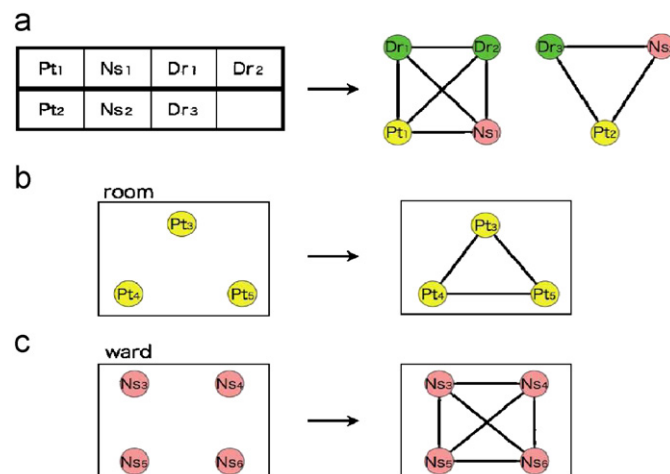 a
Pt1 Ns1 Dr1 Dr2
Pt2 Ns2 Dr3
Dr1 Dr2 Dr3 Ns
Pt1 Ns1 Pt2
b
room
Pt3
Pt4 Pt5
Pt3
Pt4 Pt5
c
ward
Ns3 Ns4
Ns5 Ns6
Ns3 Ns4
Ns5 Ns6